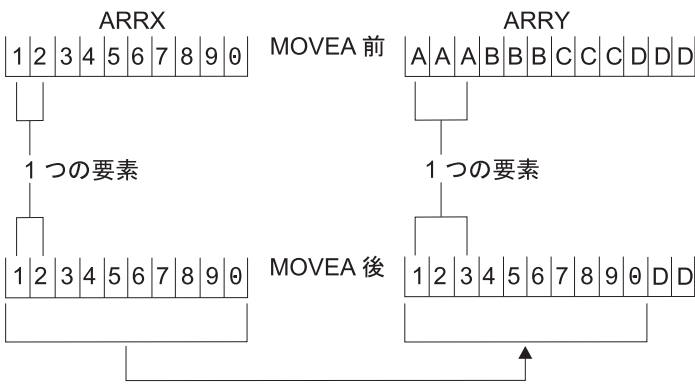 ARRX ARRY
1 2 3 4 5 6 7 8 9 0 MOVEA 前 A A A B B B C C C D D D
1 つの要素 1 つの要素
1 2 3 4 5 6 7 8 9 0 MOVEA 後 1 2 3 4 5 6 7 8 9 0 D D